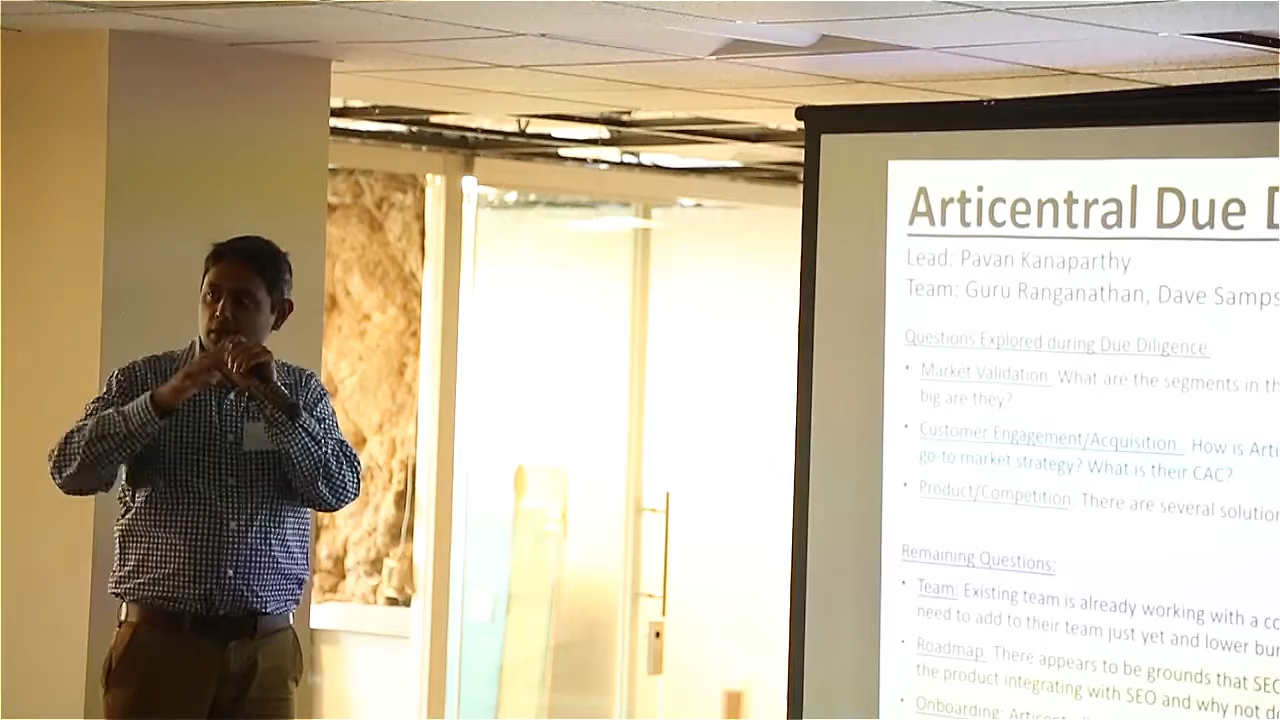 Articentral Due D
Lead: Pavan Kanaparthy
Team: Guru Ranganathan, Dave Samps
Questions Explored during Due Diligence:
• Market Validation: What are the segments in th
big are they?
• Customer Engagement/Acquisition: How is Arti
go-to market strategy? What is their CAC?
• Product/Competition: There are several solution
Remaining Questions:
• Team: Existing team is already working with a co
need to add to their team just yet and lower bur
• Roadmap: There appears to be grounds that SEO
the product integrating with SEO and why not do
• Onboarding: Articent